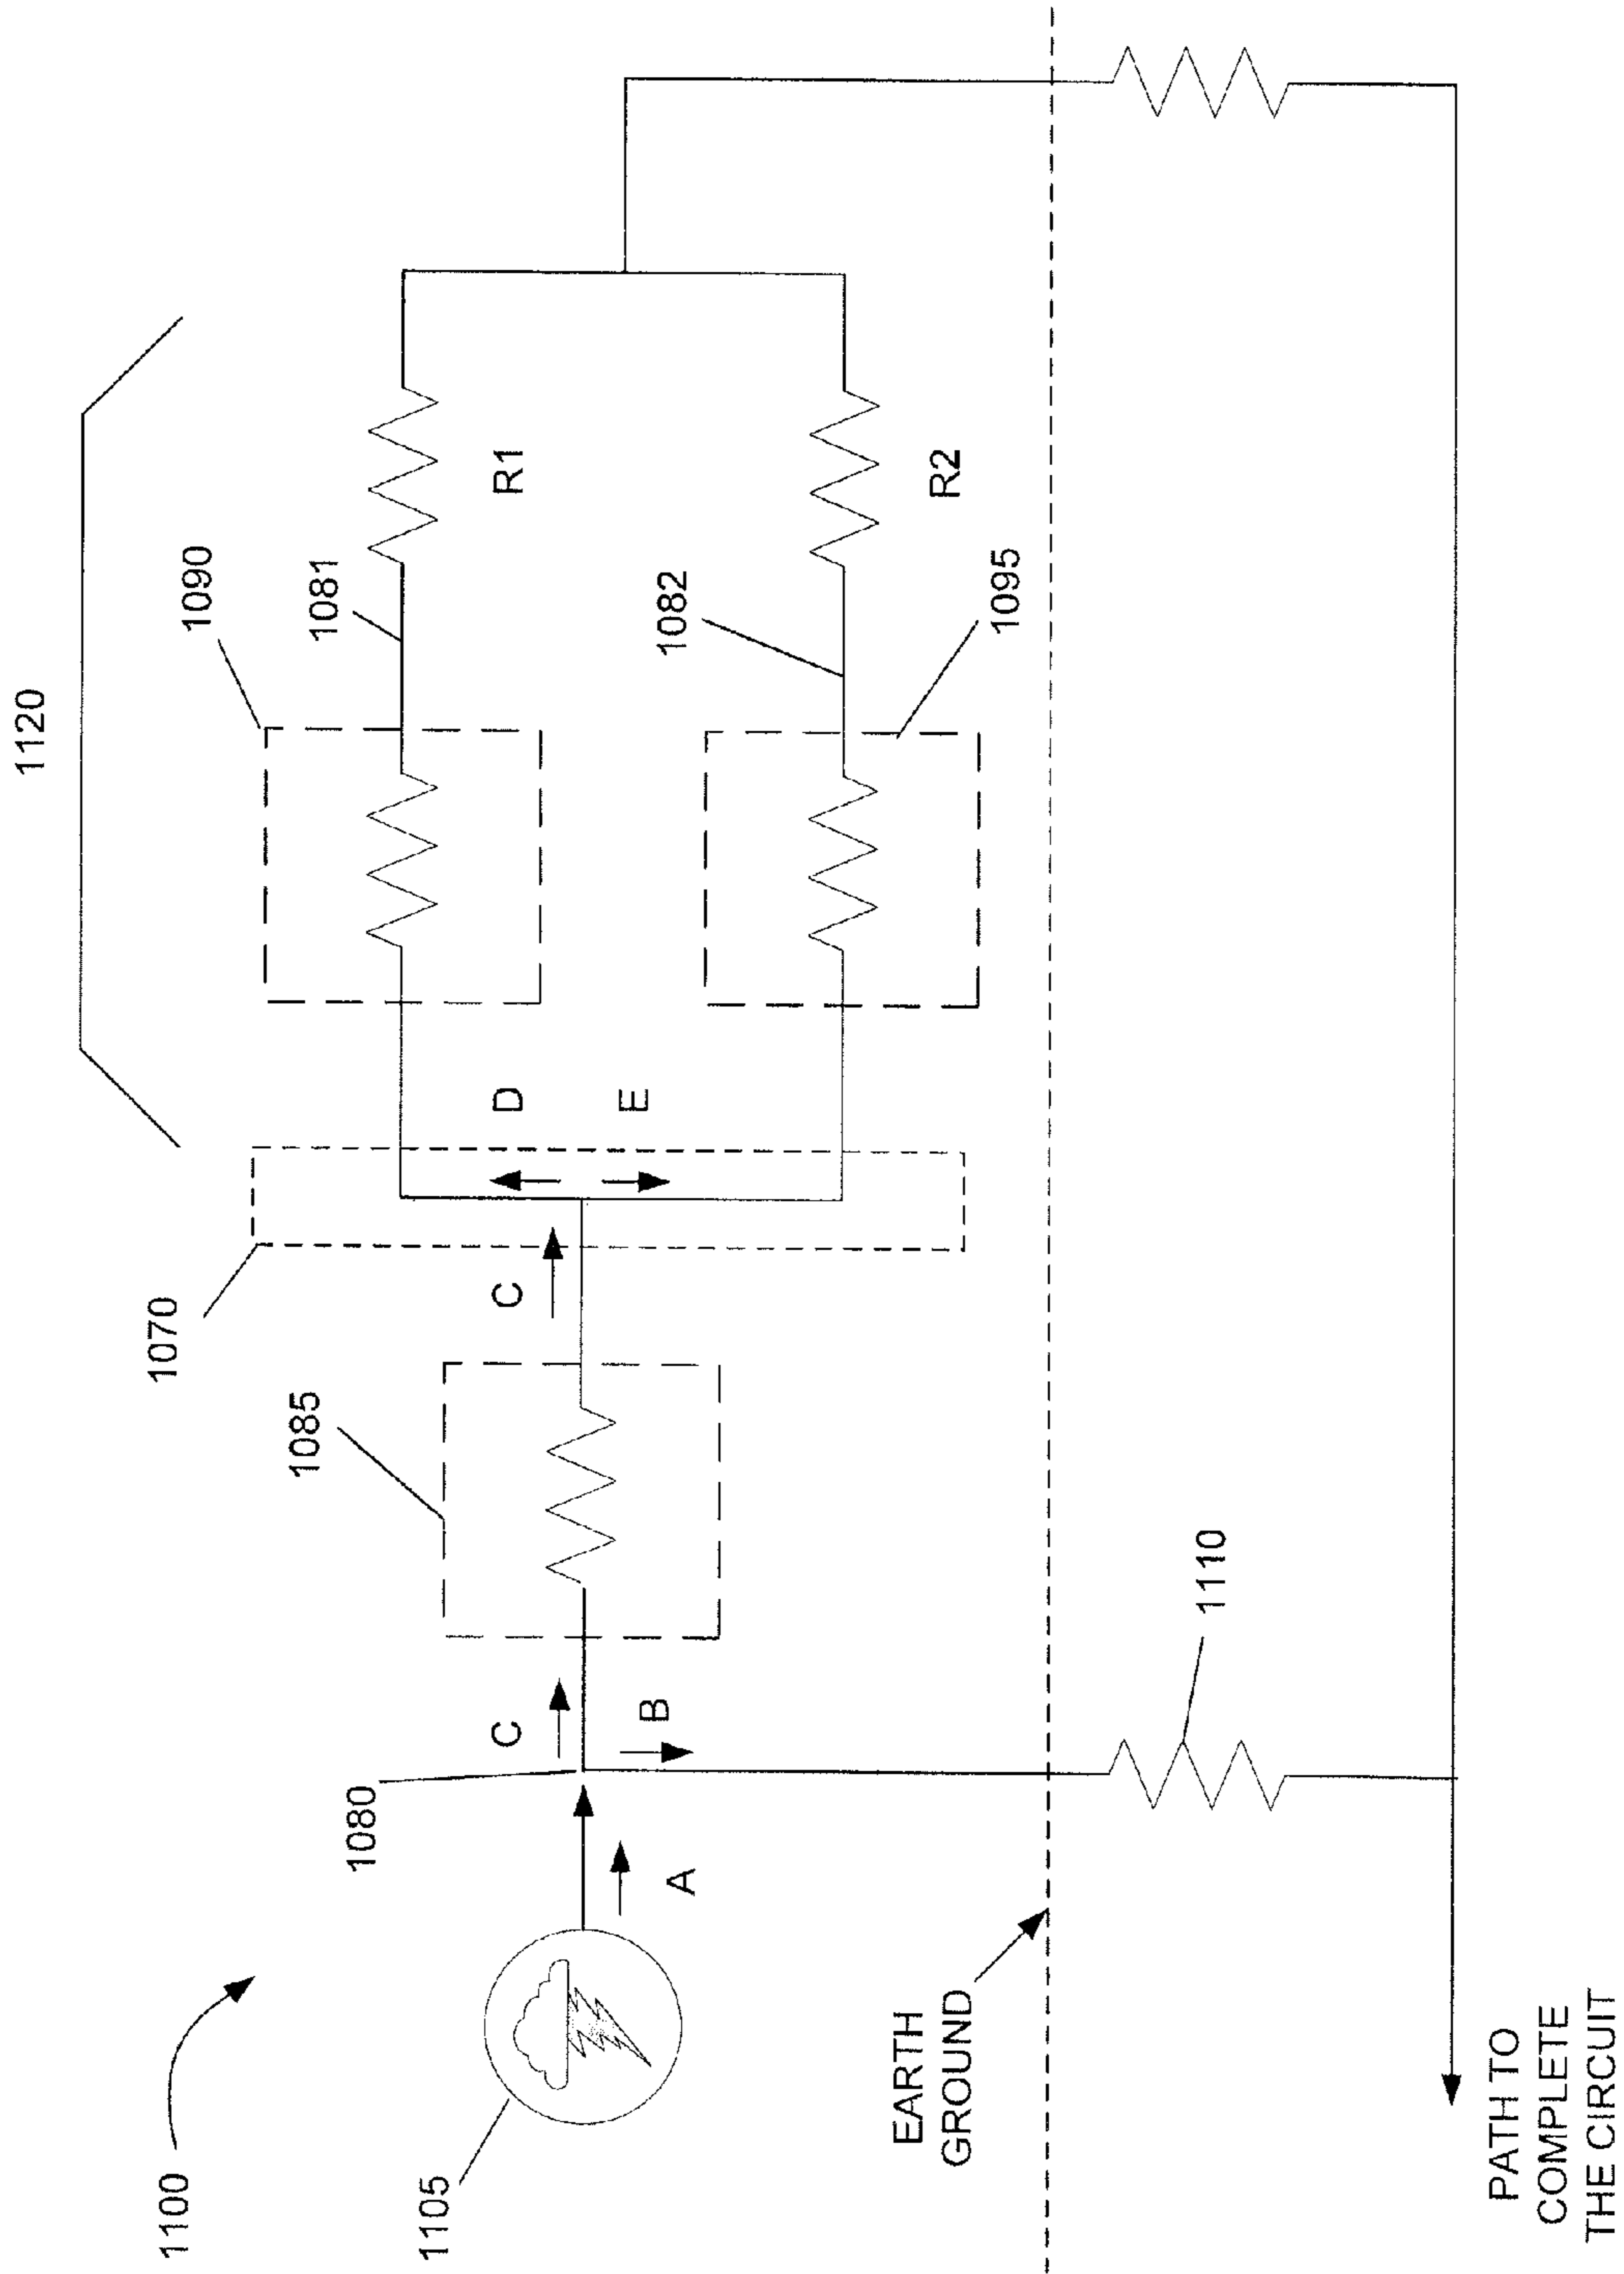 1120
1090
1081
R1
1082
1095
R2
1070
D
E
C
1085
1080
C
B
A
1100
1105
EARTH
GROUND
1110
PATH TO
COMPLETE
THE CIRCUIT